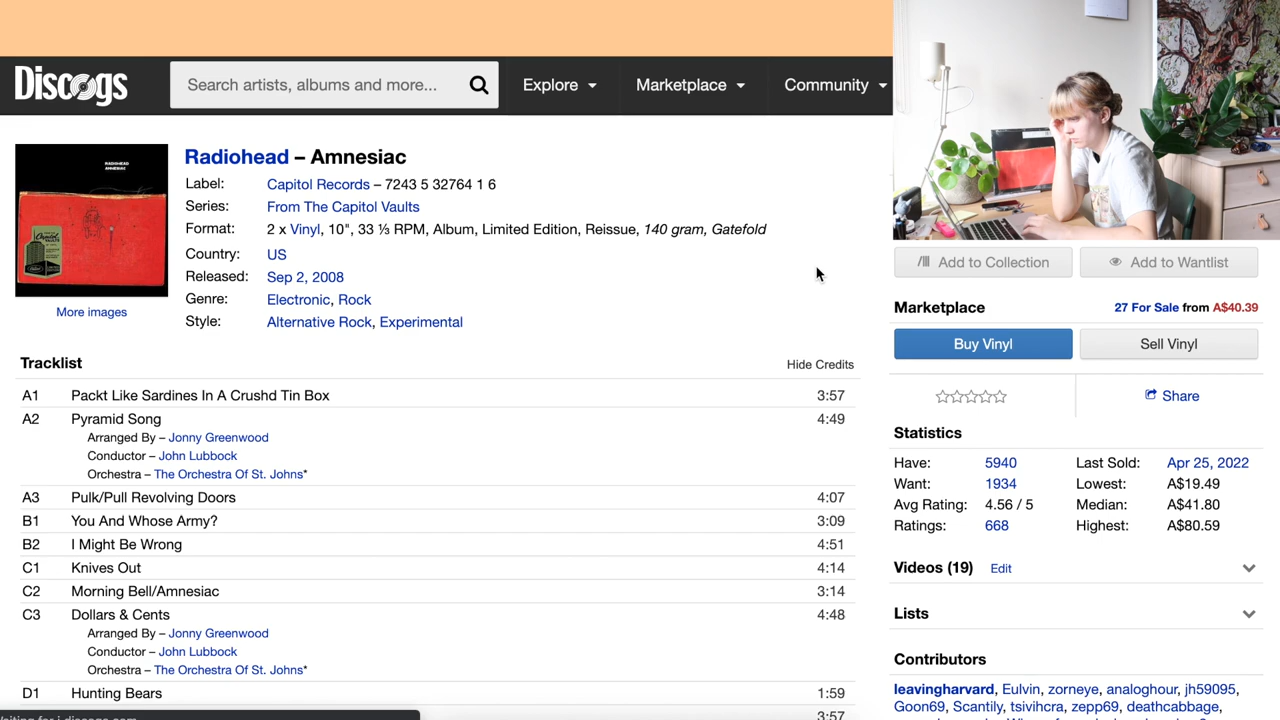 Discogs
Search artists, albums and more...
Explore
Marketplace
Community
RADIOHEAD
AMNESIAC
Radiohead – Amnesiac
Label: Capitol Records – 7243 5 32764 1 6
Series: From The Capitol Vaults
Format: 2 x Vinyl, 10", 33 ⅓ RPM, Album, Limited Edition, Reissue, 140 gram, Gatefold
Country: US
Released: Sep 2, 2008
Genre: Electronic, Rock
Style: Alternative Rock, Experimental
More images
Tracklist
Hide Credits
A1 Packt Like Sardines In A Crushd Tin Box 3:57
A2 Pyramid Song 4:49
Arranged By – Jonny Greenwood
Conductor – John Lubbock
Orchestra – The Orchestra Of St. Johns*
A3 Pulk/Pull Revolving Doors 4:07
B1 You And Whose Army? 3:09
B2 I Might Be Wrong 4:51
C1 Knives Out 4:14
C2 Morning Bell/Amnesiac 3:14
C3 Dollars & Cents 4:48
Arranged By – Jonny Greenwood
Conductor – John Lubbock
Orchestra – The Orchestra Of St. Johns*
D1 Hunting Bears 1:59
3:57
Add to Collection
Add to Wantlist
Marketplace
27 For Sale from A$40.39
Buy Vinyl
Sell Vinyl
Share
Statistics
Have: 5940 Last Sold: Apr 25, 2022
Want: 1934 Lowest: A$19.49
Avg Rating: 4.56 / 5 Median: A$41.80
Ratings: 668 Highest: A$80.59
Videos (19) Edit
Lists
Contributors
leavingharvard, Eulvin, zorneye, analoghour, jh59095,
Goon69, Scantily, tsivihcra, zepp69, deathcabbage,